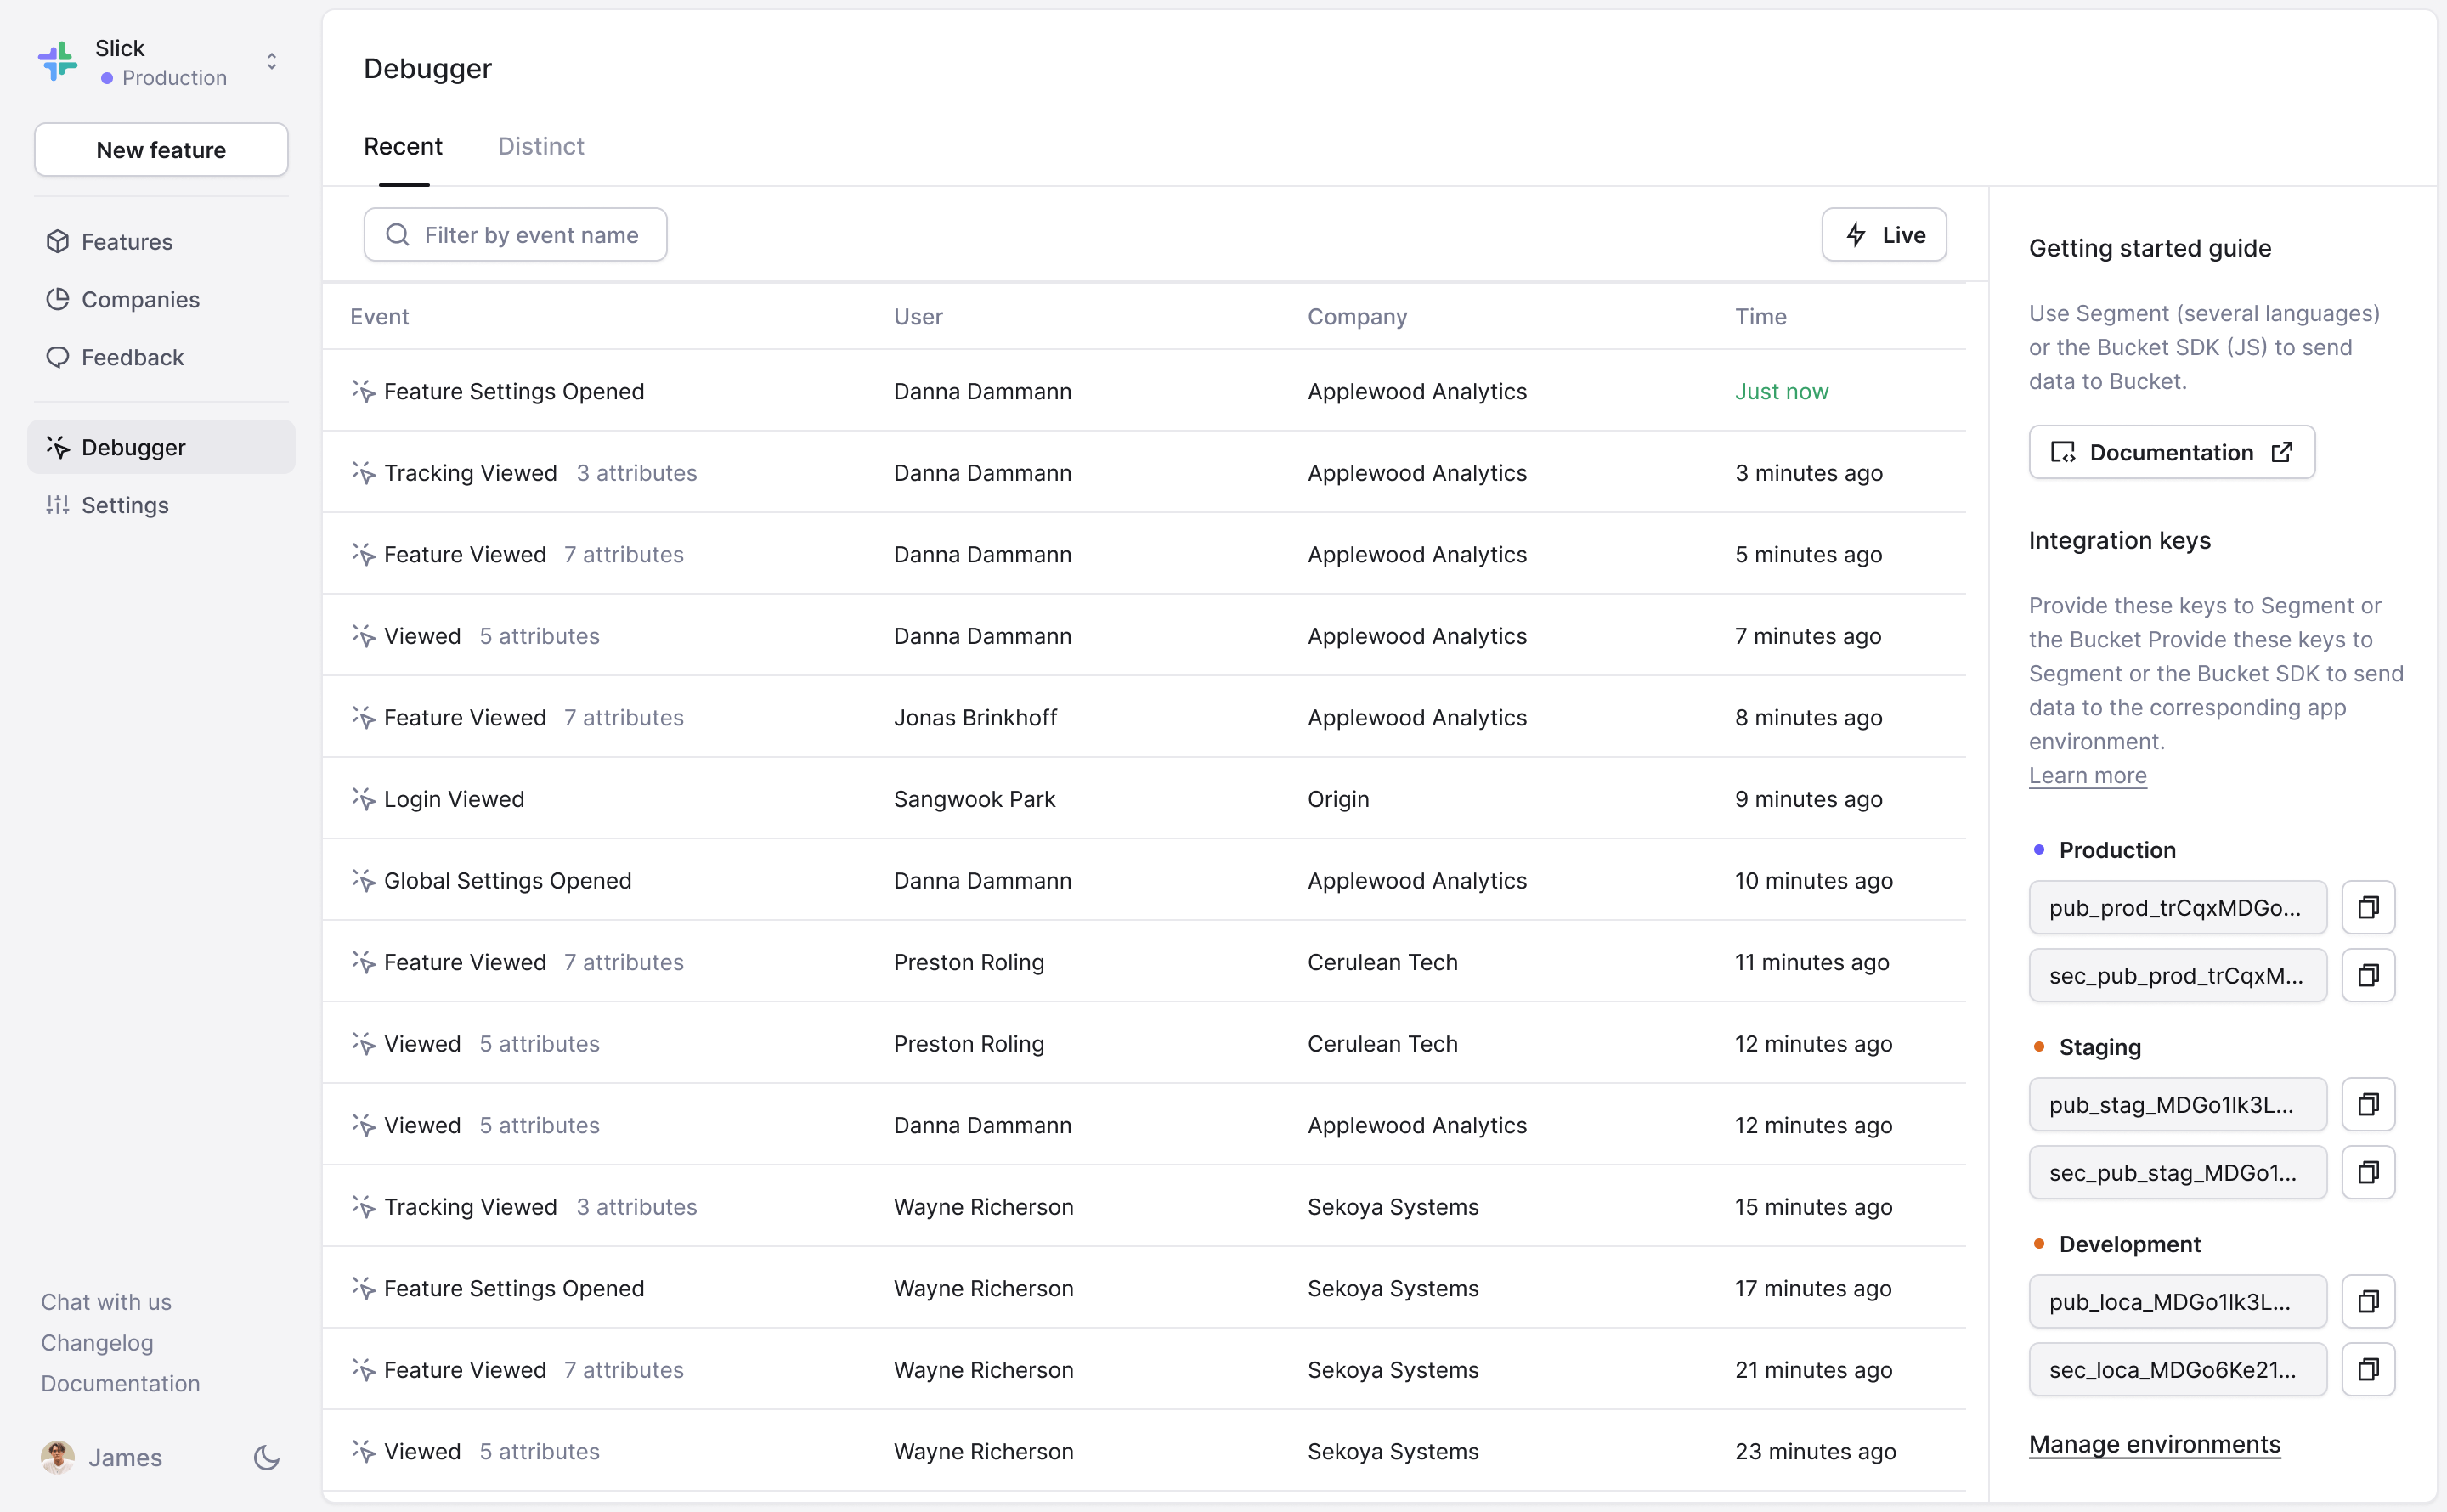 Slick
Production
New feature
Features
Companies
Feedback
Debugger
Settings
Chat with us
Changelog
Documentation
James
Debugger
Recent Distinct
Filter by event name Live
Event User Company Time
Feature Settings Opened Danna Dammann Applewood Analytics Just now
Tracking Viewed 3 attributes Danna Dammann Applewood Analytics 3 minutes ago
Feature Viewed 7 attributes Danna Dammann Applewood Analytics 5 minutes ago
Viewed 5 attributes Danna Dammann Applewood Analytics 7 minutes ago
Feature Viewed 7 attributes Jonas Brinkhoff Applewood Analytics 8 minutes ago
Login Viewed Sangwook Park Origin 9 minutes ago
Global Settings Opened Danna Dammann Applewood Analytics 10 minutes ago
Feature Viewed 7 attributes Preston Roling Cerulean Tech 11 minutes ago
Viewed 5 attributes Preston Roling Cerulean Tech 12 minutes ago
Viewed 5 attributes Danna Dammann Applewood Analytics 12 minutes ago
Tracking Viewed 3 attributes Wayne Richerson Sekoya Systems 15 minutes ago
Feature Settings Opened Wayne Richerson Sekoya Systems 17 minutes ago
Feature Viewed 7 attributes Wayne Richerson Sekoya Systems 21 minutes ago
Viewed 5 attributes Wayne Richerson Sekoya Systems 23 minutes ago
Getting started guide
Use Segment (several languages)
or the Bucket SDK (JS) to send
data to Bucket.
Documentation
Integration keys
Provide these keys to Segment or
the Bucket Provide these keys to
Segment or the Bucket SDK to send
data to the corresponding app
environment.
Learn more
Production
pub_prod_trCqxMDGo...
sec_pub_prod_trCqxM...
Staging
pub_stag_MDGo1lk3L...
sec_pub_stag_MDGo1...
Development
pub_loca_MDGo1lk3L...
sec_loca_MDGo6Ke21...
Manage environments